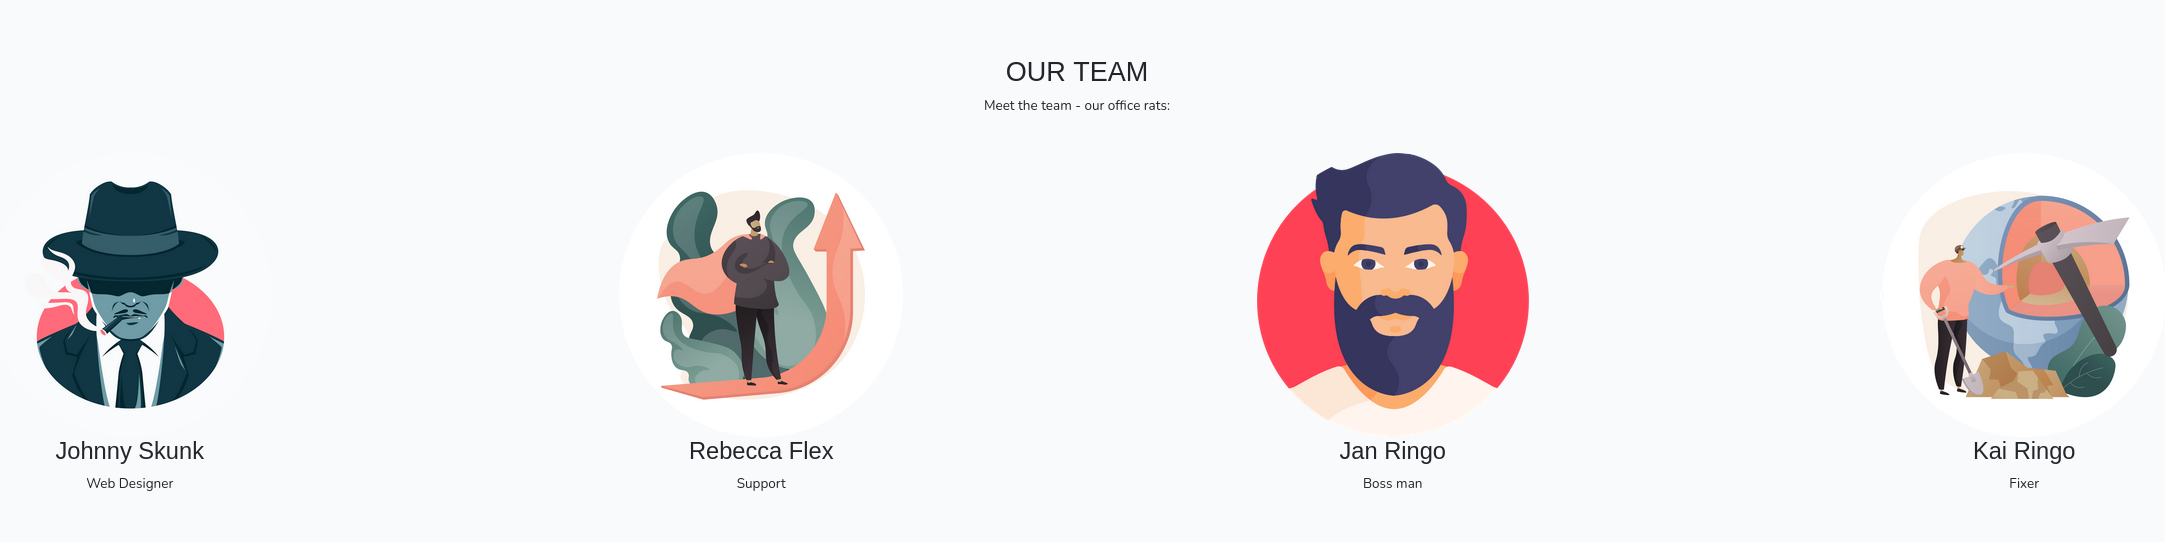 OUR TEAM
Meet the team - our office rats:
Johnny Skunk
Web Designer
Rebecca Flex
Support
Jan Ringo
Boss man
Kai Ringo
Fixer